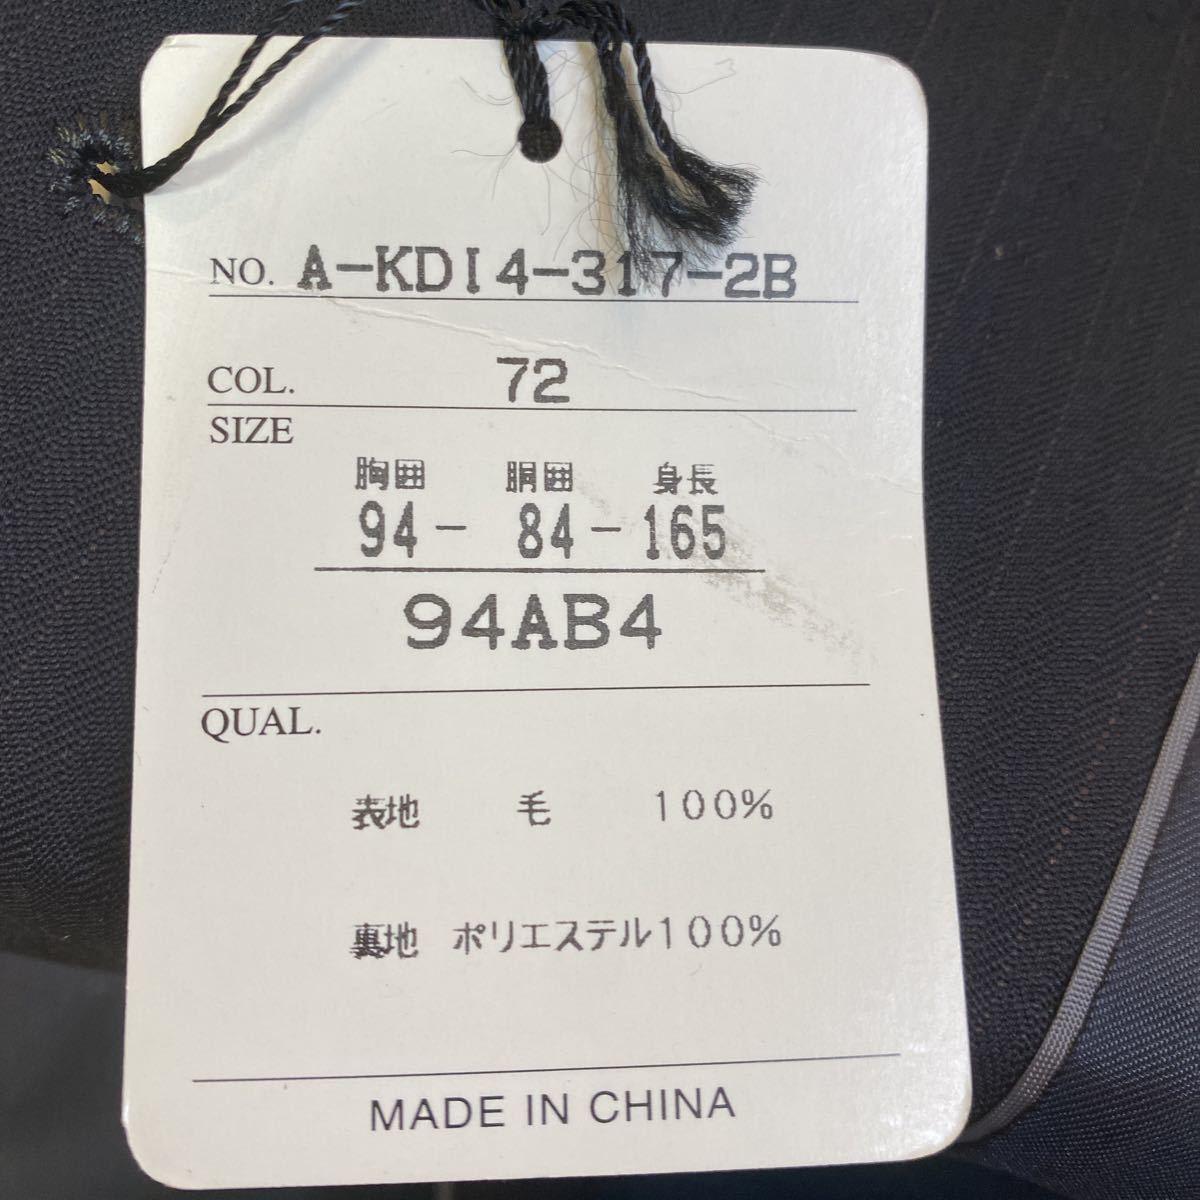 NO. A-KDI4-317-2B
COL. 72
SIZE
胸囲 胴囲 身長
94- 84-165
94AB4
QUAL.
表地 毛 100%
裏地 ポリエステル100%
MADE IN CHINA